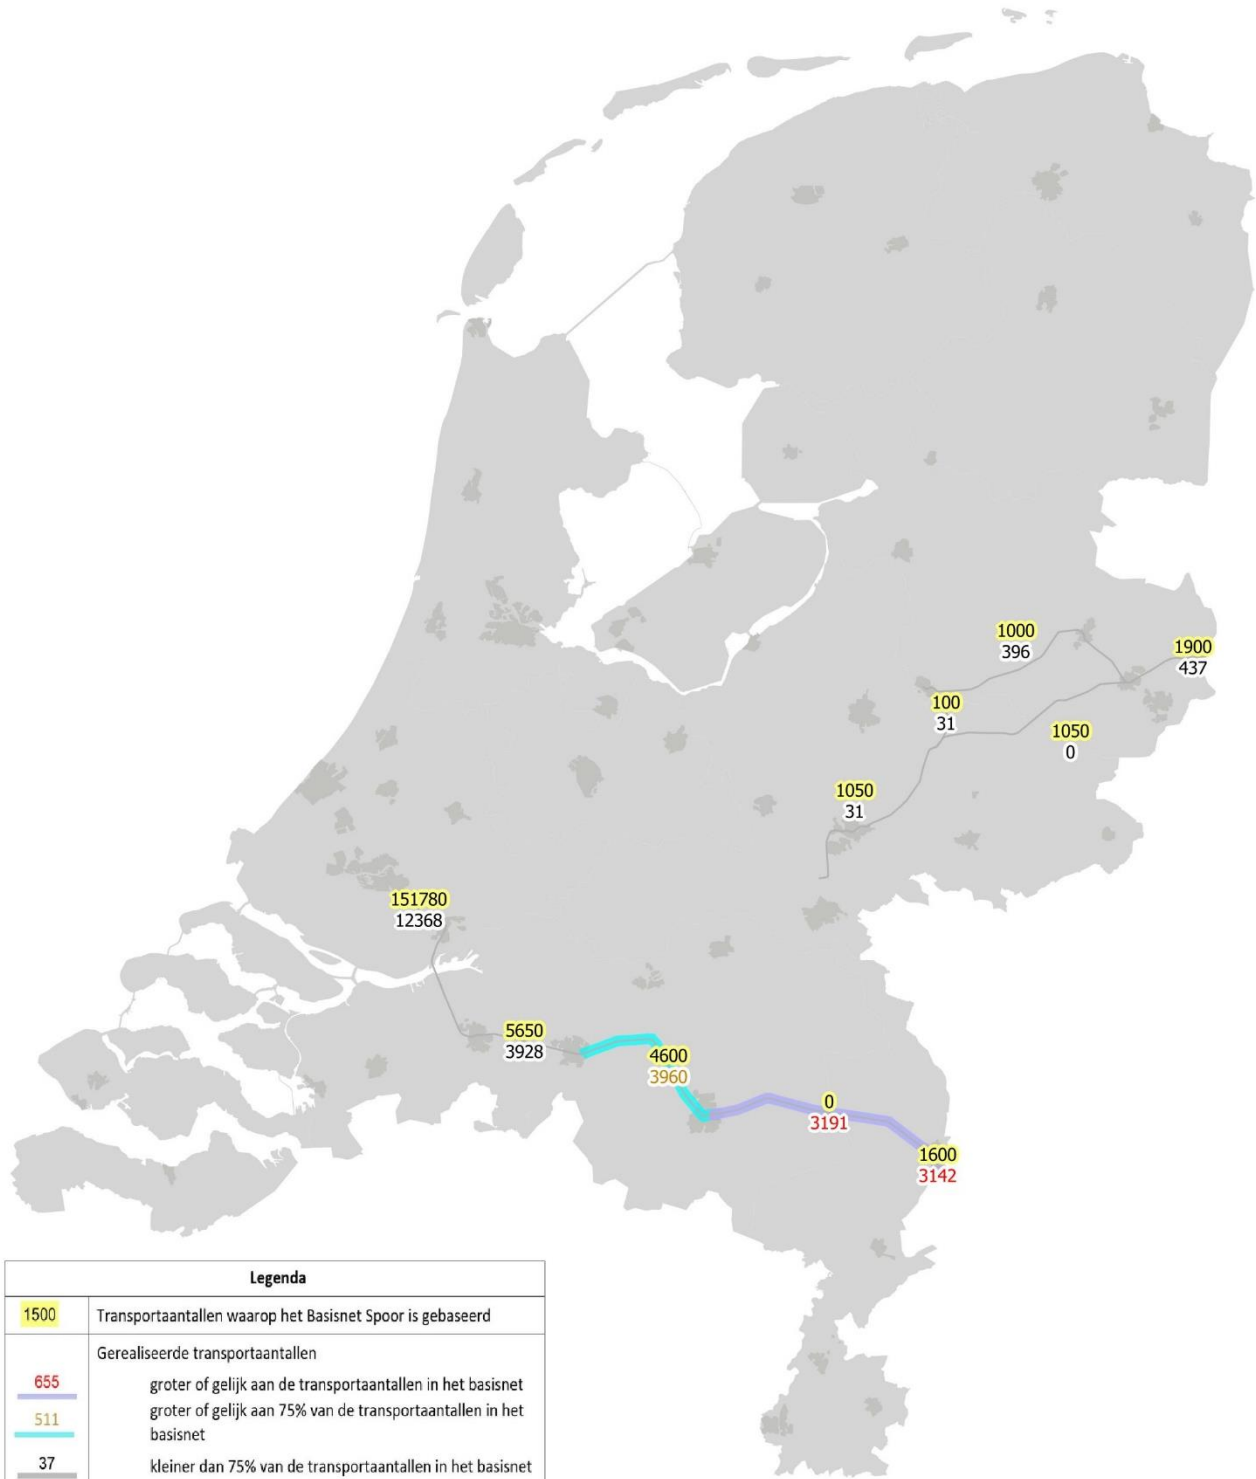 1000
396
1900
437
100
31
1050
0
1050
31
151780
12368
5650
3928
4600
3960
0
3191
1600
3142
Legenda
1500 Transportaantallen waarop het Basisnet Spoor is gebaseerd
Gerealiseerde transportaantallen
655 groter of gelijk aan de transportaantallen in het basisnet
511 groter of gelijk aan 75% van de transportaantallen in het
basisnet
37 kleiner dan 75% van de transportaantallen in het basisnet